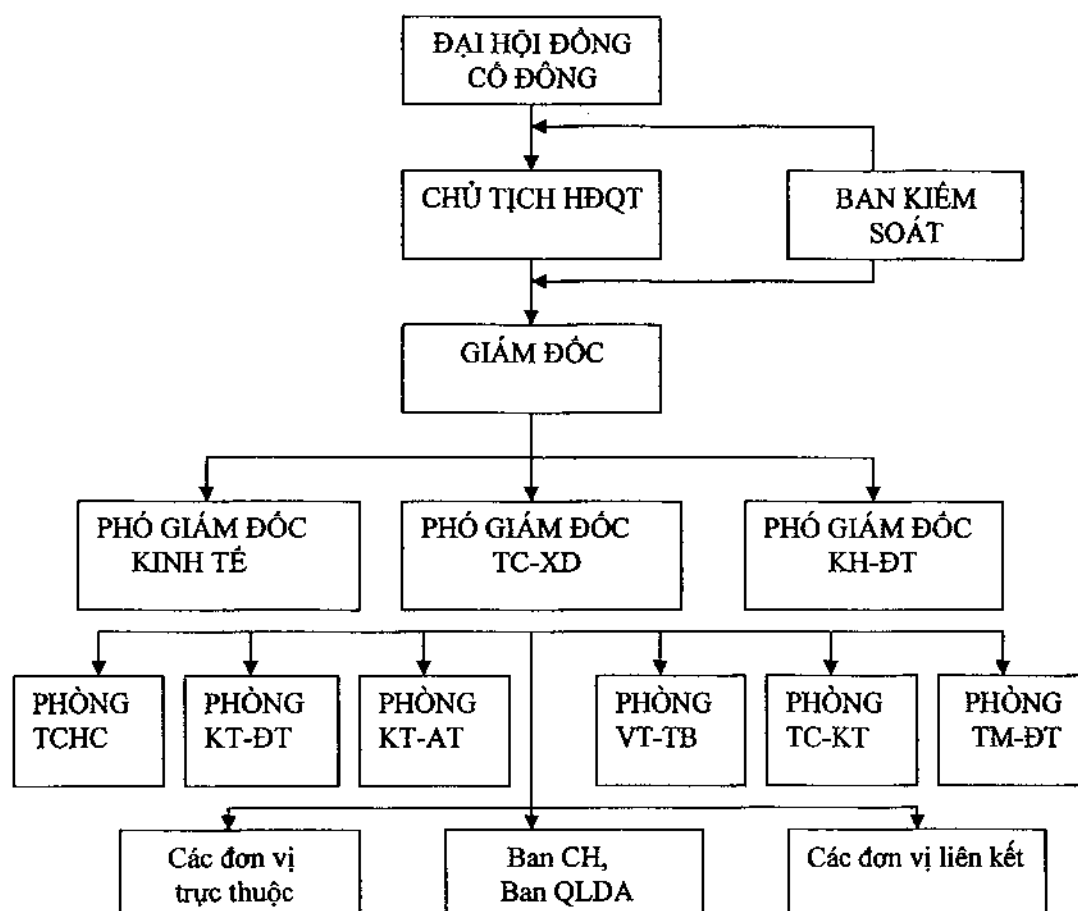 ĐẠI HỘI ĐỒNG
CỔ ĐÔNG
CHỦ TỊCH HĐQT
BAN KIỂM
SOÁT
GIÁM ĐỐC
PHÓ GIÁM ĐỐC
KINH TẾ
PHÓ GIÁM ĐỐC
TC-XD
PHÓ GIÁM ĐỐC
KH-ĐT
PHÒNG
TCHC
PHÒNG
KT-ĐT
PHÒNG
KT-AT
PHÒNG
VT-TB
PHÒNG
TC-KT
PHÒNG
TM-ĐT
Các đơn vị
trực thuộc
Ban CH,
Ban QLDA
Các đơn vị liên kết